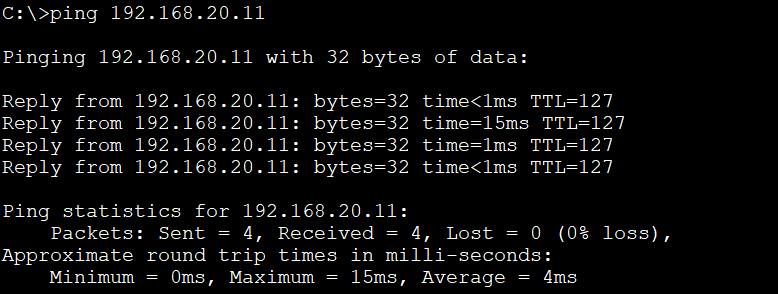 C:\>ping 192.168.20.11
Pinging 192.168.20.11 with 32 bytes of data:
Reply from 192.168.20.11: bytes=32 time<1ms TTL=127
Reply from 192.168.20.11: bytes=32 time=15ms TTL=127
Reply from 192.168.20.11: bytes=32 time=1ms TTL=127
Reply from 192.168.20.11: bytes=32 time<1ms TTL=127
Ping statistics for 192.168.20.11:
    Packets: Sent = 4, Received = 4, Lost = 0 (0% loss),
Approximate round trip times in milli-seconds:
    Minimum = 0ms, Maximum = 15ms, Average = 4ms